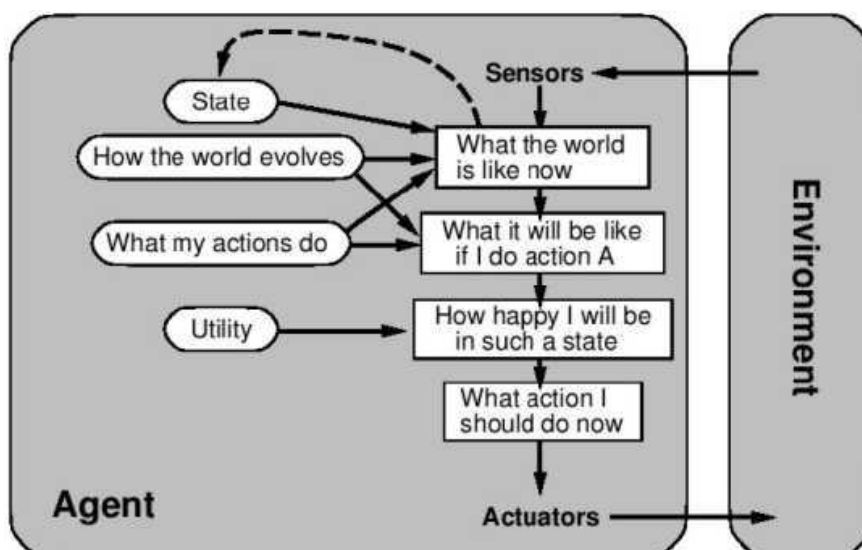 Sensors
State
What the world
is like now
How the world evolves
What my actions do
What it will be like
if I do action A
Utility
How happy I will be
in such a state
What action I
should do now
Agent
Actuators
Environment